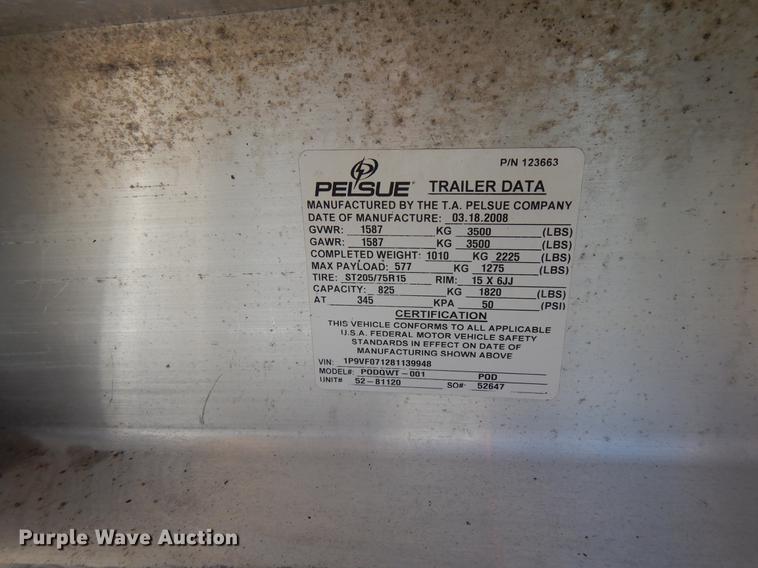 P/N 123663
PELSUE® TRAILER DATA
MANUFACTURED BY THE T.A. PELSUE COMPANY
DATE OF MANUFACTURE: 03.18.2008
GVWR: 1587 KG 3500 (LBS)
GAWR: 1587 KG 3500 (LBS)
COMPLETED WEIGHT: 1010 KG 2225 (LBS)
MAX PAYLOAD: 577 KG 1275 (LBS)
TIRE: ST205/75R15 RIM: 15 X 6JJ
CAPACITY: 825 KG 1820 (LBS)
AT 345 KPA 50 (PSI)
CERTIFICATION
THIS VEHICLE CONFORMS TO ALL APPLICABLE
U.S.A. FEDERAL MOTOR VEHICLE SAFETY
STANDARDS IN EFFECT ON DATE OF
MANUFACTURING SHOWN ABOVE
VIN: 1P9VF071281139948
MODEL#: PODQWT-001 POD
UNIT# 52-81120 SO#: 52647
Purple Wave Auction